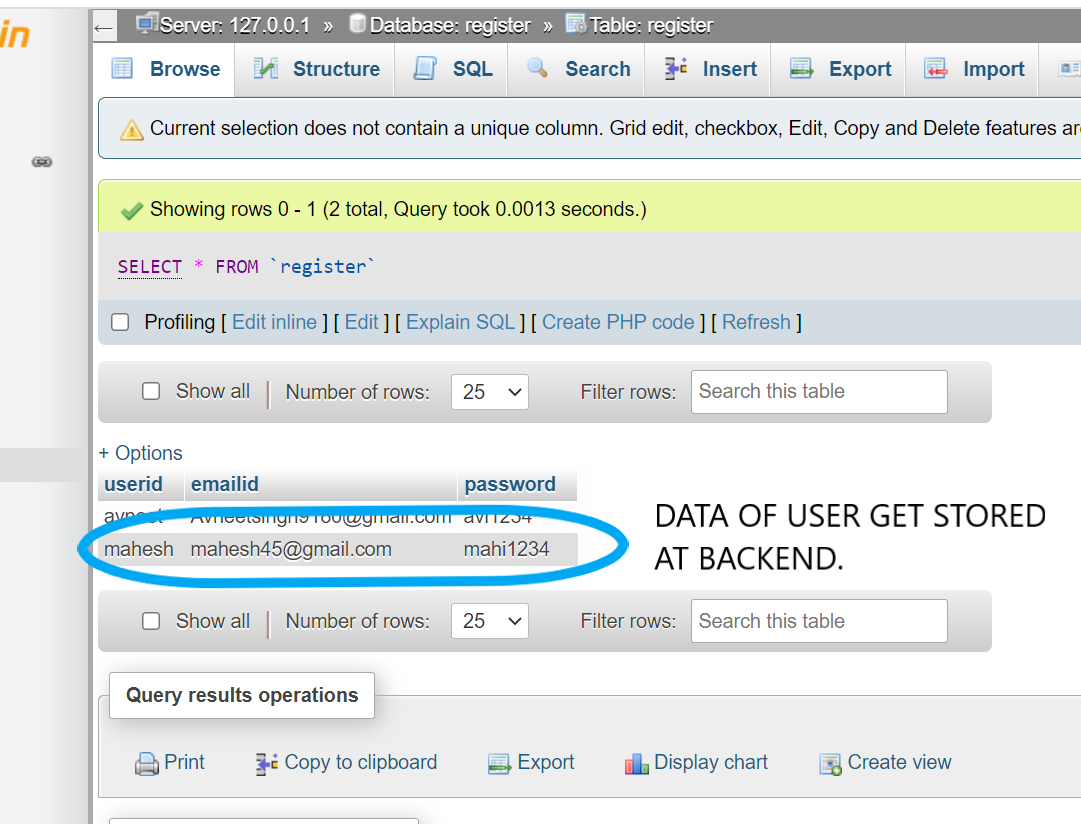 in
← Server: 127.0.0.1 » Database: register » Table: register
Browse Structure SQL Search Insert Export Import
Current selection does not contain a unique column. Grid edit, checkbox, Edit, Copy and Delete features are
Showing rows 0 - 1 (2 total, Query took 0.0013 seconds.)
SELECT * FROM `register`
Profiling [ Edit inline ] [ Edit ] [ Explain SQL ] [ Create PHP code ] [ Refresh ]
Show all | Number of rows: 25 Filter rows: Search this table
+ Options
userid emailid password
avneet Avneetsingh9166@gmail.com avi1234
mahesh mahesh45@gmail.com mahi1234
DATA OF USER GET STORED
AT BACKEND.
Show all | Number of rows: 25 Filter rows: Search this table
Query results operations
Print Copy to clipboard Export Display chart Create view